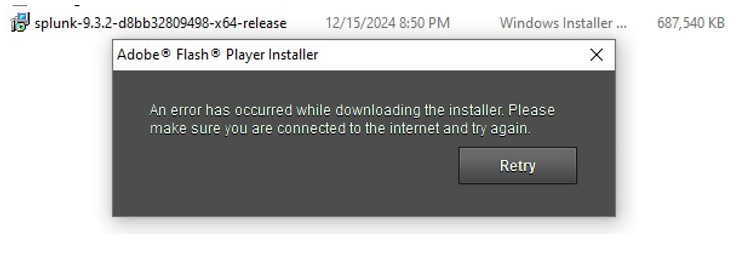 splunk-9.3.2-d8bb32809498-x64-release 12/15/2024 8:50 PM Windows Installer ... 687,540 KB
Adobe® Flash® Player Installer
An error has occurred while downloading the installer. Please
make sure you are connected to the internet and try again.
Retry